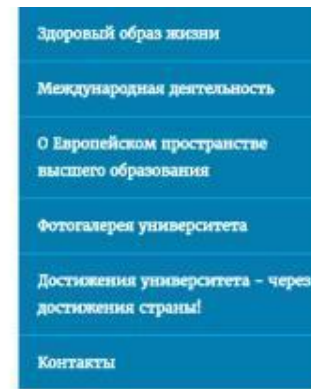 Здоровый образ жизни
Международная деятельность
О Европейском пространстве
высшего образования
Фотогалерея университета
Достижения университета – через
достижения страны!
Контакты